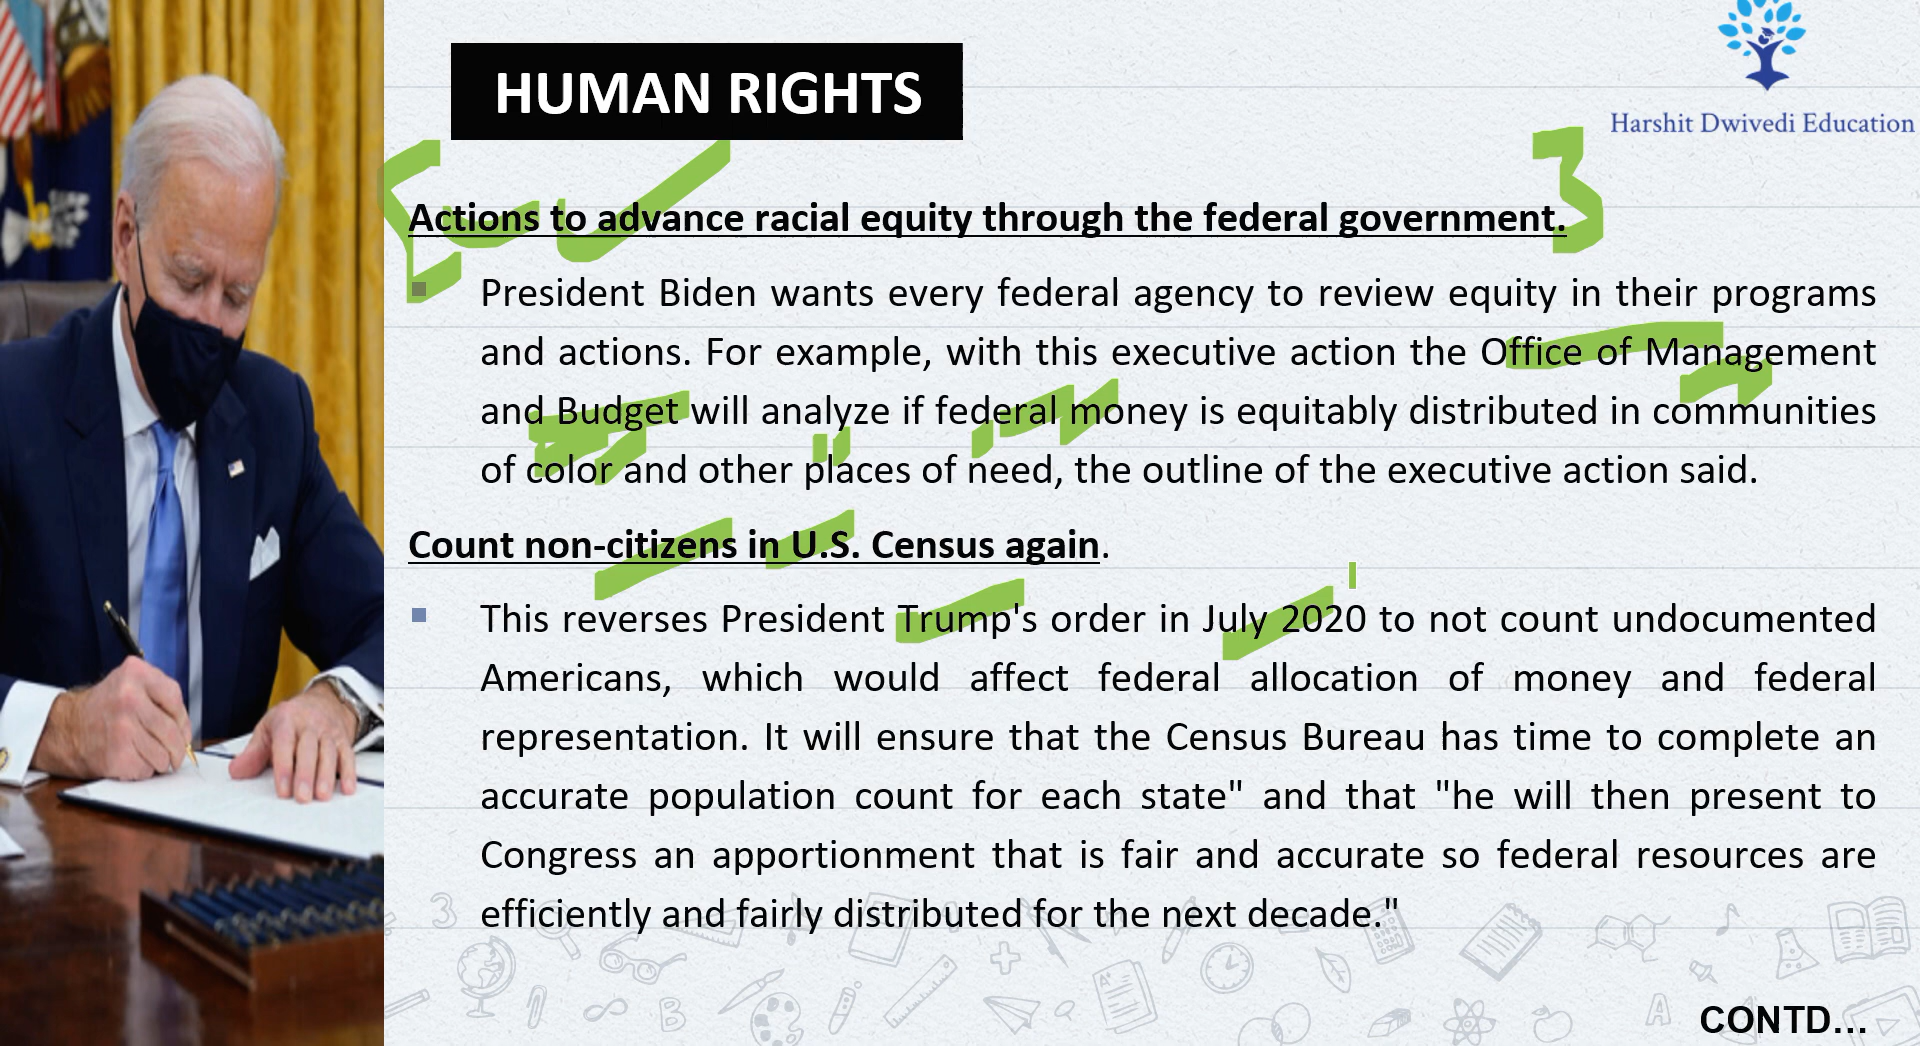 HUMAN RIGHTS
Harshit Dwivedi Education
Actions to advance racial equity through the federal government.
President Biden wants every federal agency to review equity in their programs
and actions. For example, with this executive action the Office of Management
and Budget will analyze if federal money is equitably distributed in communities
of color and other places of need, the outline of the executive action said.
Count non-citizens in U.S. Census again.
This reverses President Trump's order in July 2020 to not count undocumented
Americans, which would affect federal allocation of money and federal
representation. It will ensure that the Census Bureau has time to complete an
accurate population count for each state" and that "he will then present to
Congress an apportionment that is fair and accurate so federal resources are
efficiently and fairly distributed for the next decade."
CONTD...